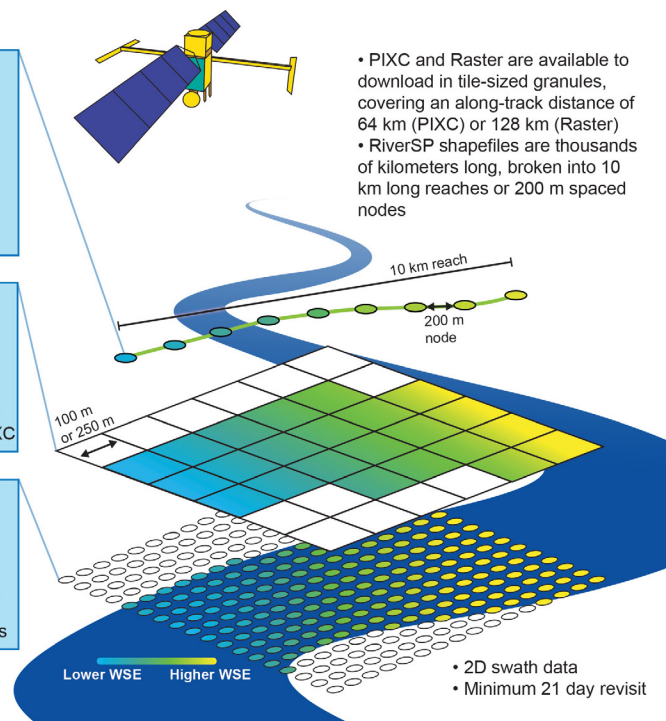 • PIXC and Raster are available to
download in tile-sized granules,
covering an along-track distance of
64 km (PIXC) or 128 km (Raster)
• RiverSP shapefiles are thousands
of kilometers long, broken into 10
km long reaches or 200 m spaced
nodes
10 km reach
200 m
node
100 m
or 250 m
Lower WSE
Higher WSE
• 2D swath data
• Minimum 21 day revisit